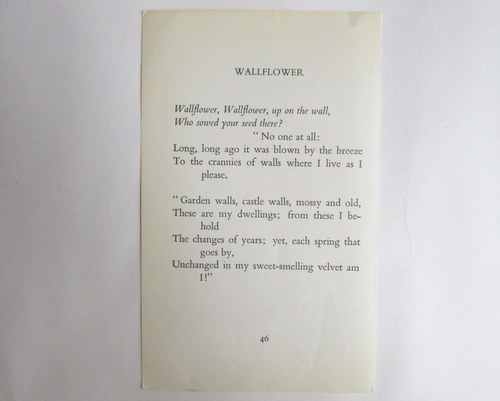 WALLFLOWER
Wallflower, Wallflower, up on the wall,
Who sowed your seed there?
" No one at all:
Long, long ago it was blown by the breeze
To the crannies of walls where I live as I
please.
" Garden walls, castle walls, mossy and old,
These are my dwellings; from these I be-
hold
The changes of years; yet, each spring that
goes by,
Unchanged in my sweet-smelling velvet am
I!"
46